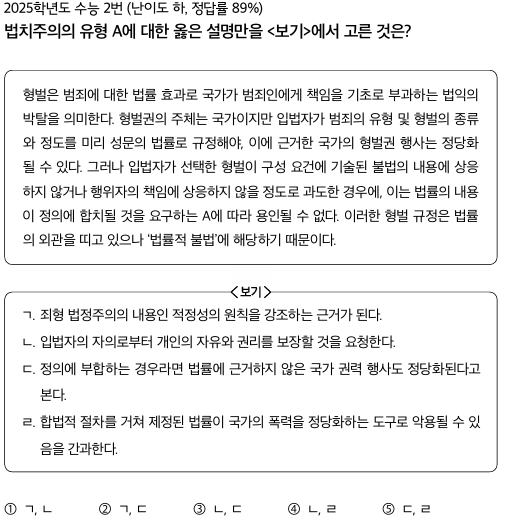 2025학년도 수능 2번 (난이도 하, 정답률 89%)
법치주의의 유형 A에 대한 옳은 설명만을 <보기>에서 고른 것은?
형벌은 범죄에 대한 법률 효과로 국가가 범죄인에게 책임을 기초로 부과하는 법익의
박탈을 의미한다. 형벌권의 주체는 국가이지만 입법자가 범죄의 유형 및 형벌의 종류
와 정도를 미리 성문의 법률로 규정해야, 이에 근거한 국가의 형벌권 행사는 정당화
될 수 있다. 그러나 입법자가 선택한 형벌이 구성 요건에 기술된 불법의 내용에 상응
하지 않거나 행위자의 책임에 상응하지 않을 정도로 과도한 경우에, 이는 법률의 내용
이 정의에 합치될 것을 요구하는 A에 따라 용인될 수 없다. 이러한 형벌 규정은 법률
의 외관을 띠고 있으나 '법률적 불법'에 해당하기 때문이다.
<보기>
ㄱ. 죄형 법정주의의 내용인 적정성의 원칙을 강조하는 근거가 된다.
ㄴ. 입법자의 자의로부터 개인의 자유와 권리를 보장할 것을 요청한다.
ㄷ. 정의에 부합하는 경우라면 법률에 근거하지 않은 국가 권력 행사도 정당화된다고
본다.
ㄹ. 합법적 절차를 거쳐 제정된 법률이 국가의 폭력을 정당화하는 도구로 악용될 수 있
음을 간과한다.
① ㄱ, ㄴ ② ㄱ, ㄷ ③ ㄴ, ㄷ ④ ㄴ, ㄹ ⑤ ㄷ, ㄹ